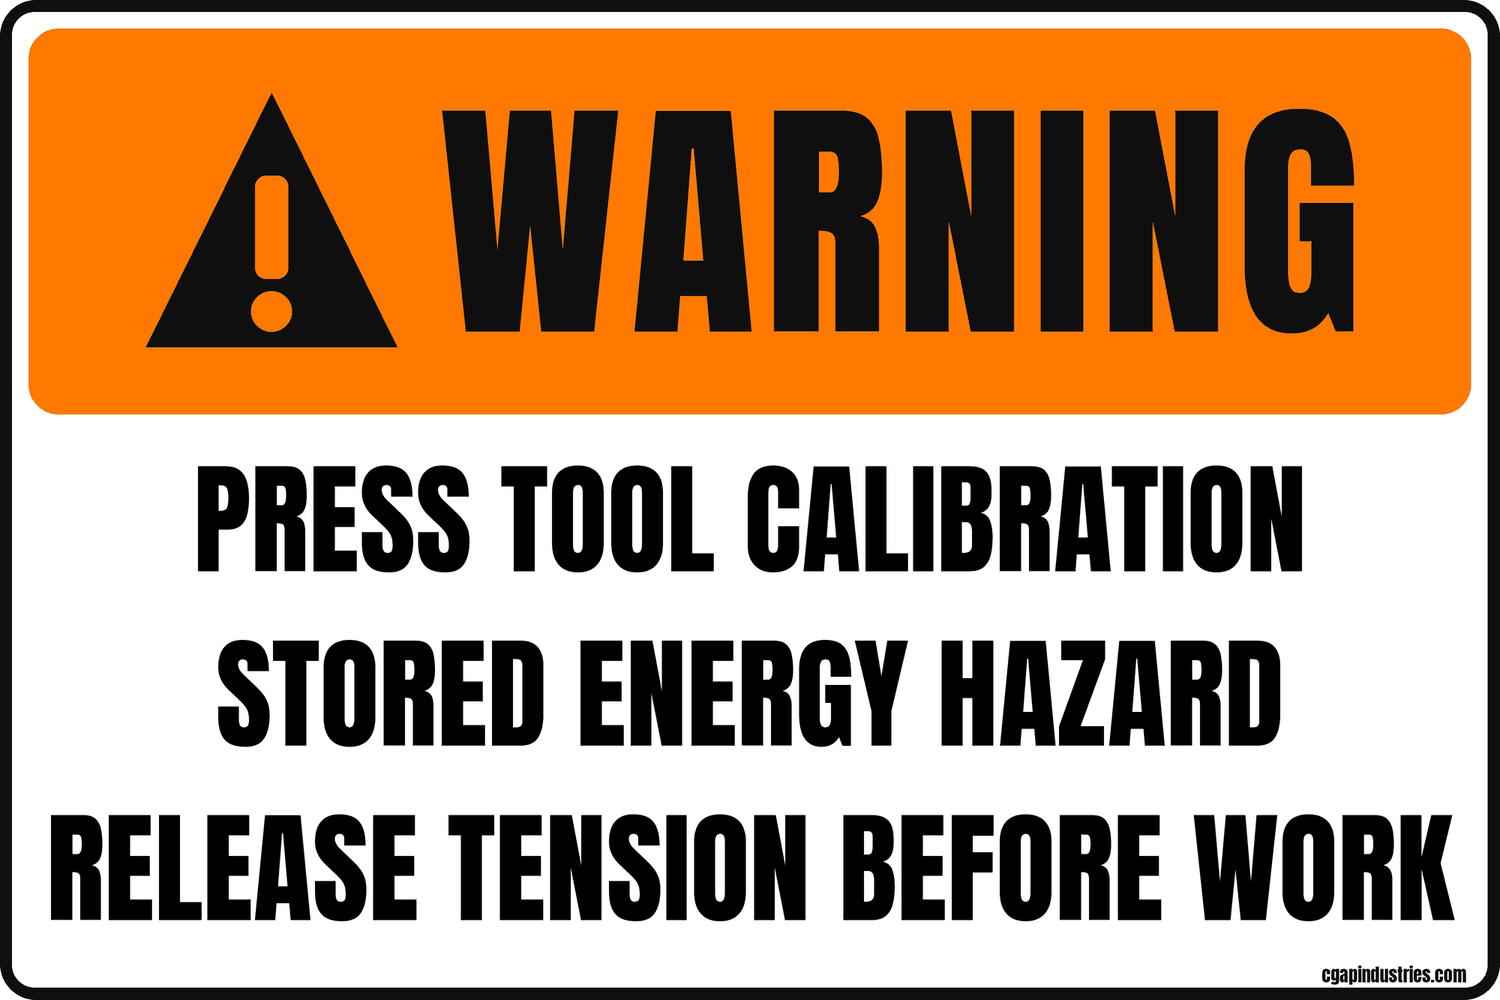 WARNING
PRESS TOOL CALIBRATION
STORED ENERGY HAZARD
RELEASE TENSION BEFORE WORK
cgapindustries.com